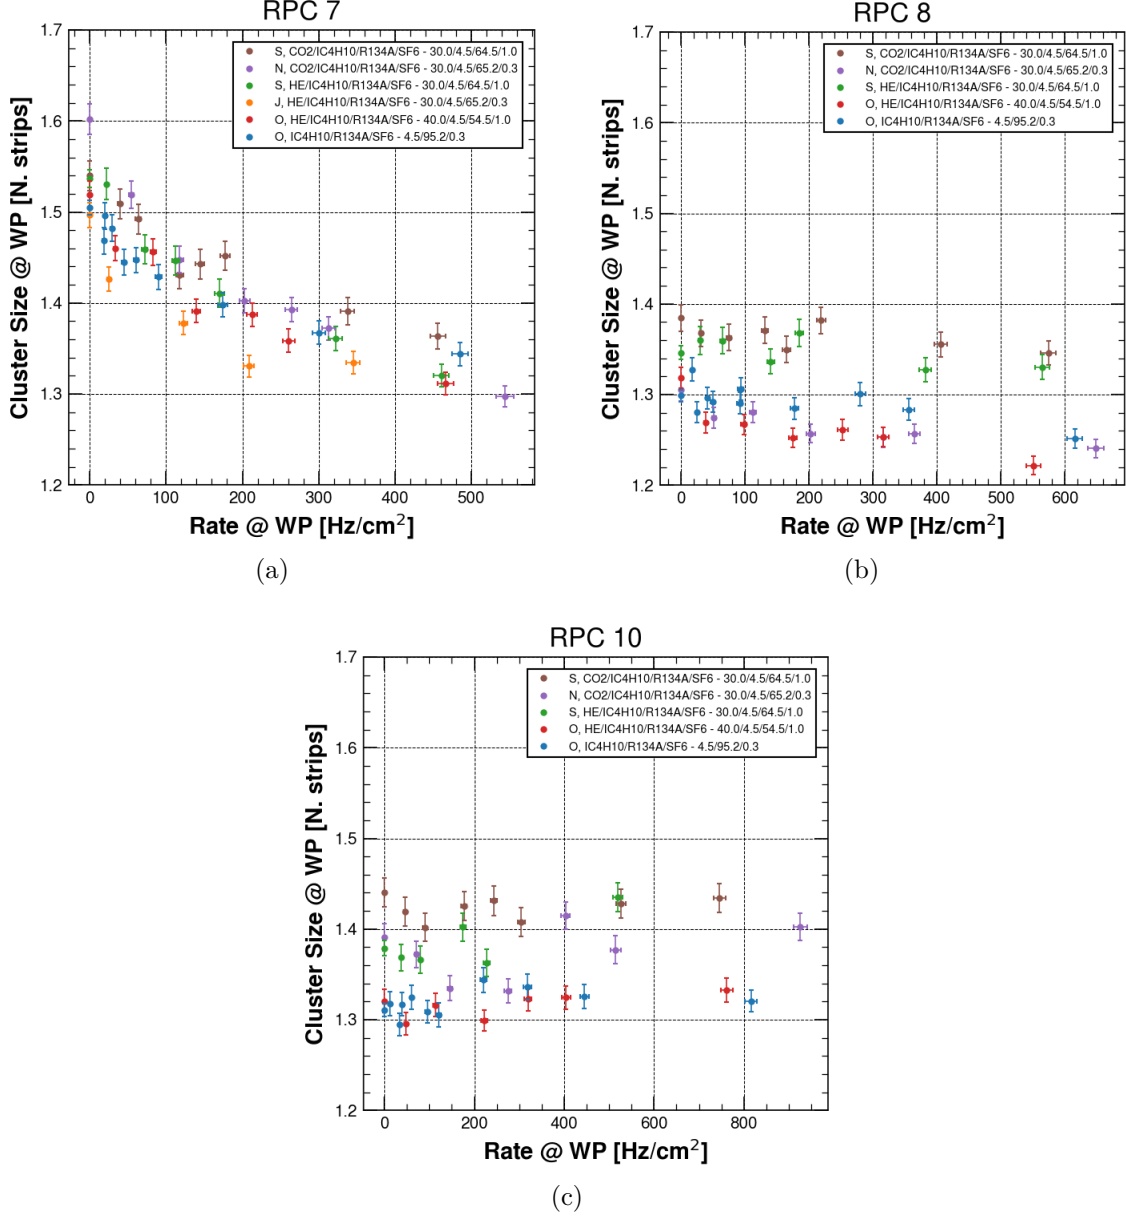 RPC 7
1.7
1.6
1.5
1.4
1.3
1.2
Cluster Size @ WP [N. strips]
S, CO2/IC4H10/R134A/SF6 - 30.0/4.5/64.5/1.0
N, CO2/IC4H10/R134A/SF6 - 30.0/4.5/65.2/0.3
S, HE/IC4H10/R134A/SF6 - 30.0/4.5/64.5/1.0
J, HE/IC4H10/R134A/SF6 - 30.0/4.5/65.2/0.3
O, HE/IC4H10/R134A/SF6 - 40.0/4.5/54.5/1.0
O, IC4H10/R134A/SF6 - 4.5/95.2/0.3
0 100 200 300 400 500
Rate @ WP [Hz/cm²]
(a)
RPC 8
1.7
1.6
1.5
1.4
1.3
1.2
Cluster Size @ WP [N. strips]
S, CO2/IC4H10/R134A/SF6 - 30.0/4.5/64.5/1.0
N, CO2/IC4H10/R134A/SF6 - 30.0/4.5/65.2/0.3
S, HE/IC4H10/R134A/SF6 - 30.0/4.5/64.5/1.0
O, HE/IC4H10/R134A/SF6 - 40.0/4.5/54.5/1.0
O, IC4H10/R134A/SF6 - 4.5/95.2/0.3
0 100 200 300 400 500 600
Rate @ WP [Hz/cm²]
(b)
RPC 10
1.7
1.6
1.5
1.4
1.3
1.2
Cluster Size @ WP [N. strips]
S, CO2/IC4H10/R134A/SF6 - 30.0/4.5/64.5/1.0
N, CO2/IC4H10/R134A/SF6 - 30.0/4.5/65.2/0.3
S, HE/IC4H10/R134A/SF6 - 30.0/4.5/64.5/1.0
O, HE/IC4H10/R134A/SF6 - 40.0/4.5/54.5/1.0
O, IC4H10/R134A/SF6 - 4.5/95.2/0.3
0 200 400 600 800
Rate @ WP [Hz/cm²]
(c)